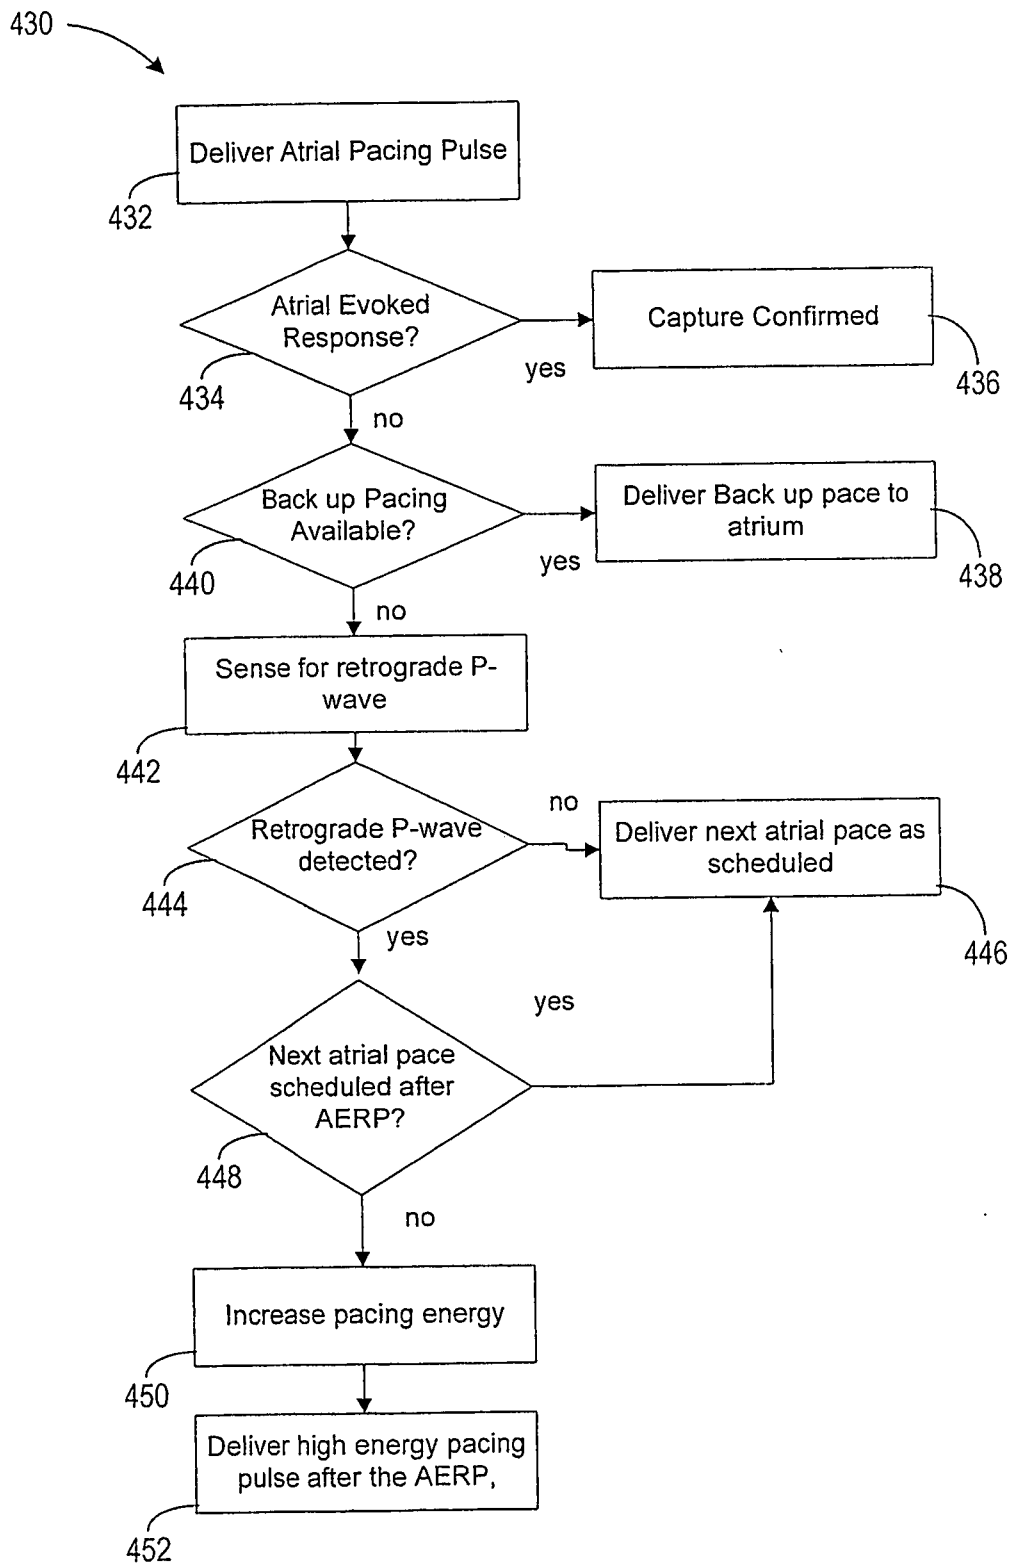 430
Deliver Atrial Pacing Pulse
432
Atrial Evoked
Response?
434
yes
Capture Confirmed
436
no
Back up Pacing
Available?
440
yes
Deliver Back up pace to
atrium
438
no
Sense for retrograde P-
wave
442
Retrograde P-wave
detected?
444
no
Deliver next atrial pace as
scheduled
446
yes
Next atrial pace
scheduled after
AERP?
448
yes
no
Increase pacing energy
450
Deliver high energy pacing
pulse after the AERP,
452